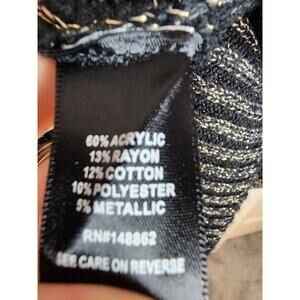 60% ACRYLIC
13% RAYON
12% COTTON
10% POLYESTER
5% METALLIC
RN#148862
SEE CARE ON REVERSE